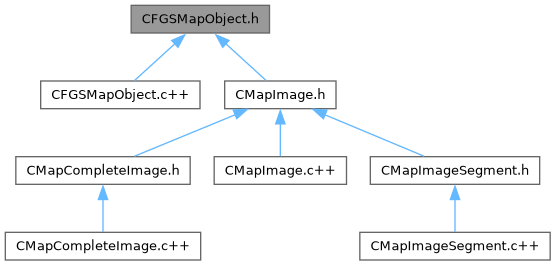 CFGSMapObject.h
CFGSMapObject.c++
CMapImage.h
CMapCompleteImage.h
CMapImage.c++
CMapImageSegment.h
CMapCompleteImage.c++
CMapImageSegment.c++